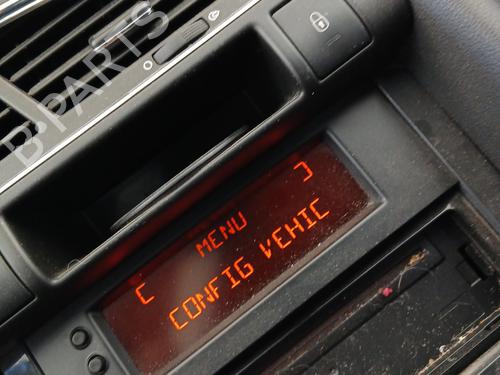 B-PARTS
MENU
[ ]
CONFIG VEHIC